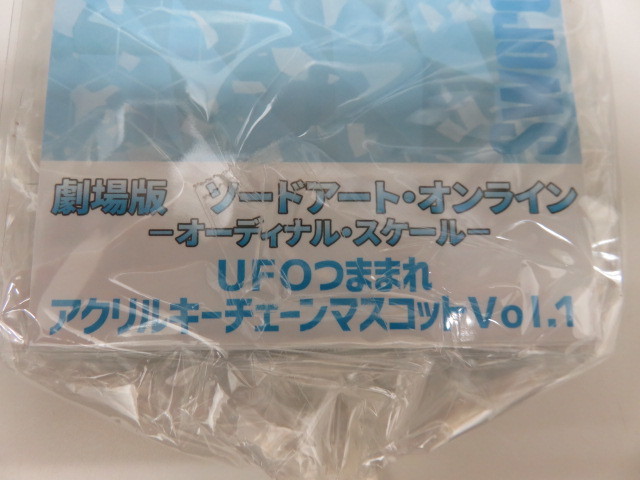 劇場版　ソードアート・オンライン
－オーディナル・スケール－
UFOつままれ
アクリルキーチェーンマスコットVol.1